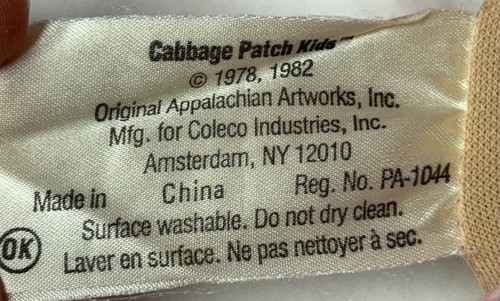 Cabbage Patch Kids™
© 1978, 1982
Original Appalachian Artworks, Inc.
Mfg. for Coleco Industries, Inc.
Amsterdam, NY 12010
Made in China Reg. No. PA-1044
Surface washable. Do not dry clean.
OK Laver en surface. Ne pas nettoyer à sec.